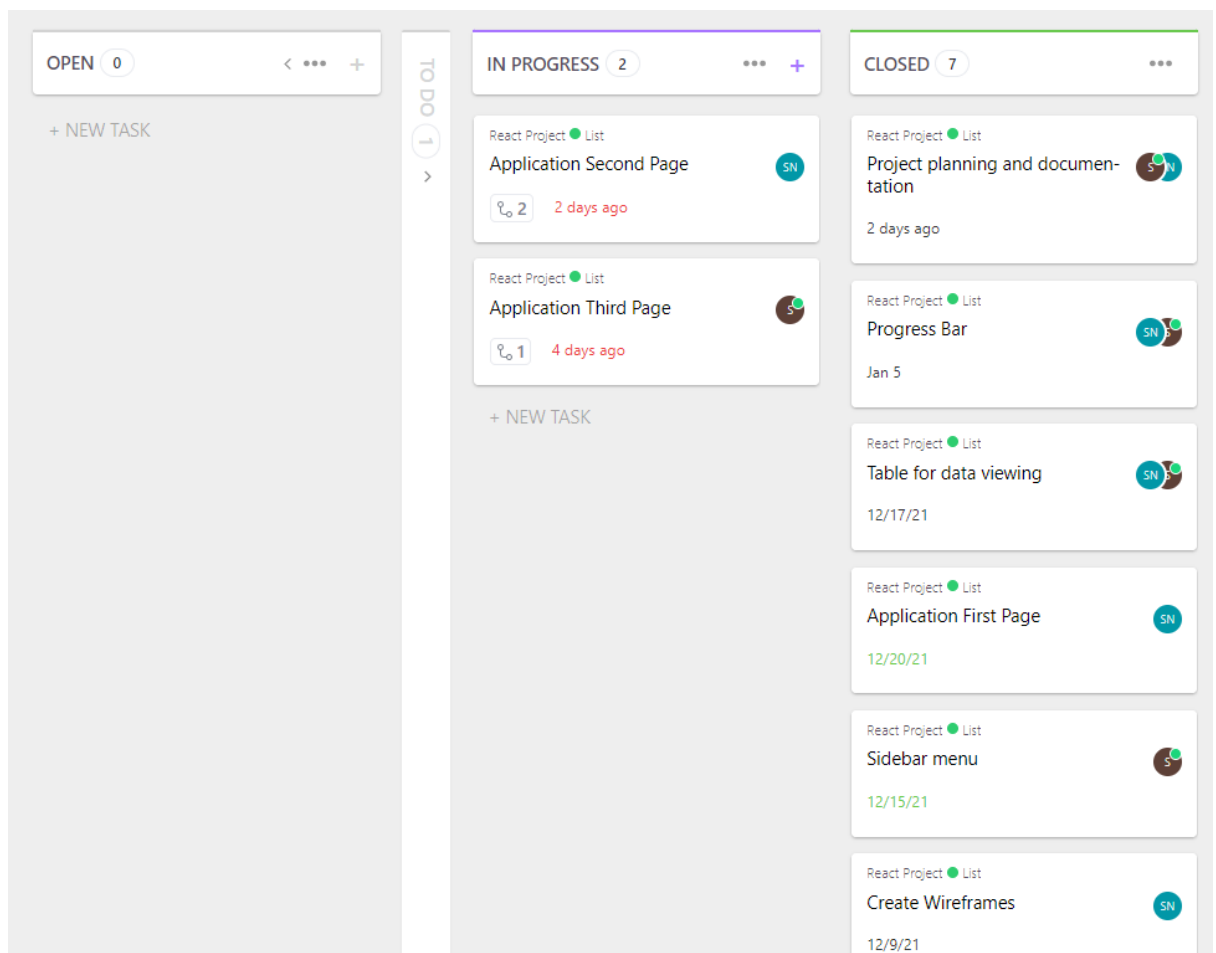 OPEN 0
+ NEW TASK
TO DO 1
IN PROGRESS 2
React Project List
Application Second Page
SN
2
2 days ago
React Project List
Application Third Page
S
1
4 days ago
+ NEW TASK
CLOSED 7
React Project List
Project planning and documen-
tation
S N
2 days ago
React Project List
Progress Bar
SN S
Jan 5
React Project List
Table for data viewing
SN S
12/17/21
React Project List
Application First Page
SN
12/20/21
React Project List
Sidebar menu
S
12/15/21
React Project List
Create Wireframes
SN
12/9/21